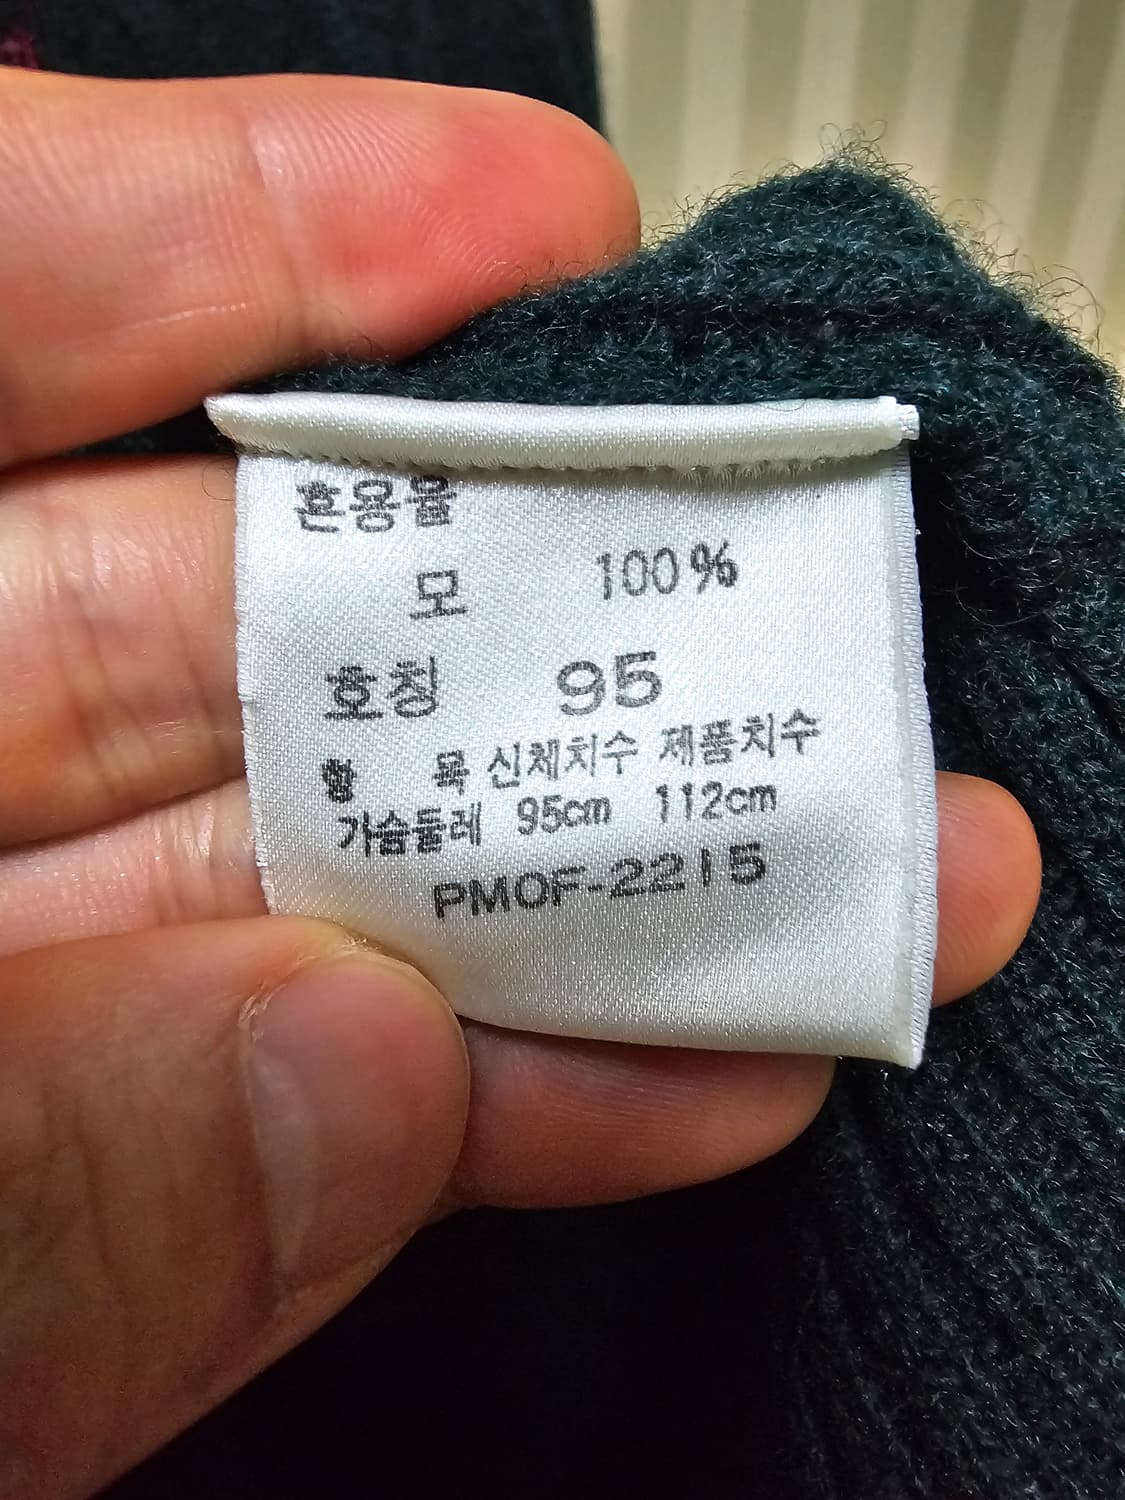 혼용율
모 100%
호칭 95
항 목 신체치수 제품치수
가슴둘레 95cm 112cm
PMOF-2215